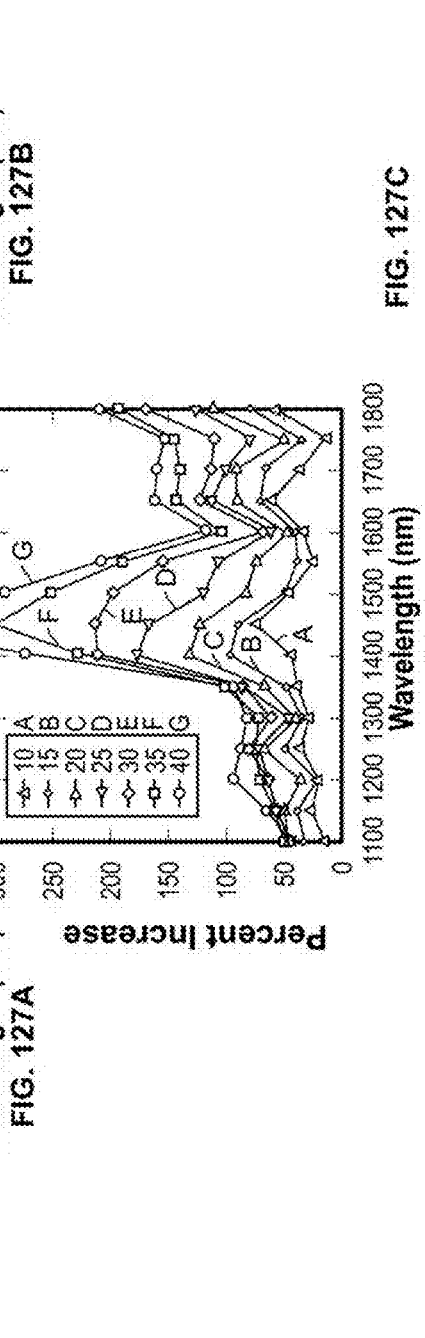 FIG. 127A
FIG. 127B
250
200
150
100
50
0
Percent Increase
10 A
15 B
20 C
25 D
30 E
35 F
40 G
G
F
E
D
C
B
A
1100 1200 1300 1400 1500 1600 1700 1800
Wavelength (nm)
FIG. 127C